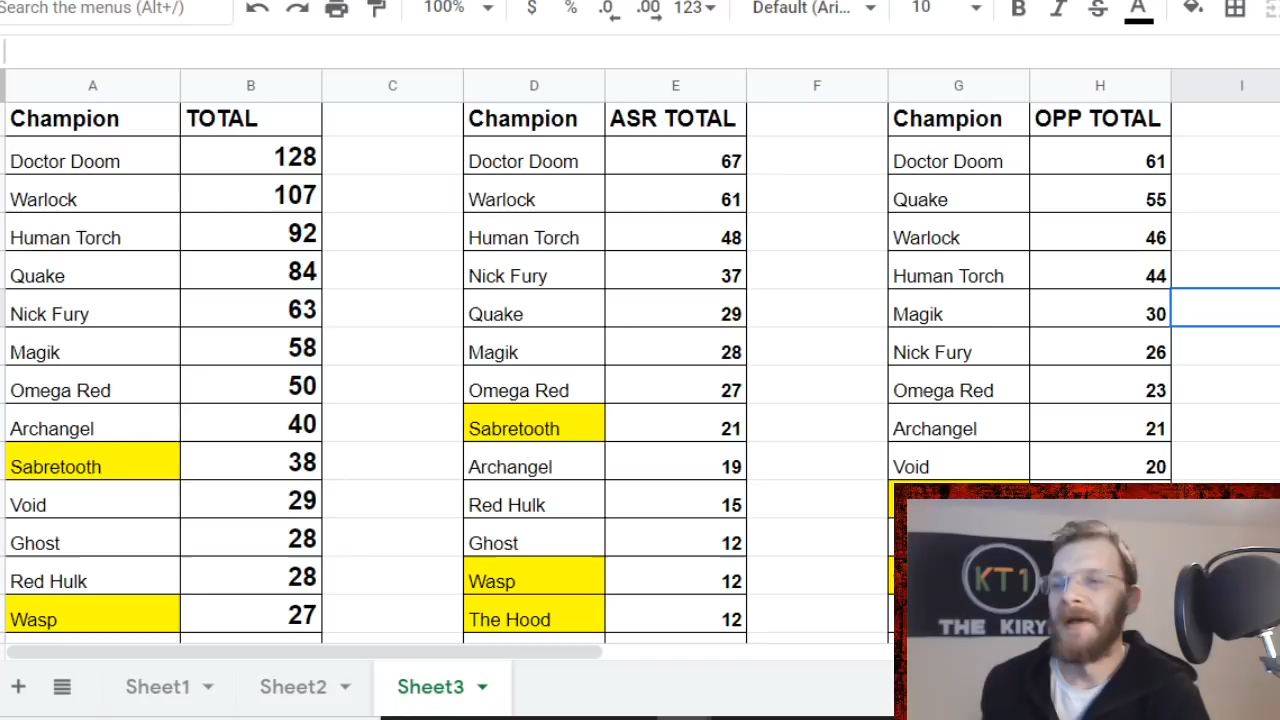 Search the menus (Alt+/)
100% $ % .0 .00 123 Default (Ari... 10 B I S A
A B C D E F G H I
Champion TOTAL Champion ASR TOTAL Champion OPP TOTAL
Doctor Doom 128 Doctor Doom 67 Doctor Doom 61
Warlock 107 Warlock 61 Quake 55
Human Torch 92 Human Torch 48 Warlock 46
Quake 84 Nick Fury 37 Human Torch 44
Nick Fury 63 Quake 29 Magik 30
Magik 58 Magik 28 Nick Fury 26
Omega Red 50 Omega Red 27 Omega Red 23
Archangel 40 Sabretooth 21 Archangel 21
Sabretooth 38 Archangel 19 Void 20
Void 29 Red Hulk 15
Ghost 28 Ghost 12
Red Hulk 28 Wasp 12
Wasp 27 The Hood 12
KT1
THE KIRY
Sheet1 Sheet2 Sheet3